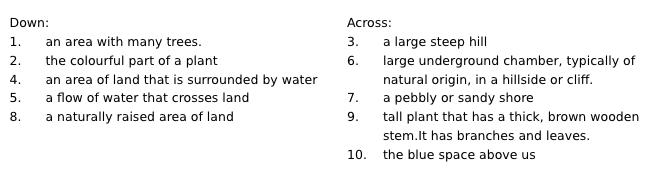 Down:
1. an area with many trees.
2. the colourful part of a plant
4. an area of land that is surrounded by water
5. a flow of water that crosses land
8. a naturally raised area of land
Across:
3. a large steep hill
6. large underground chamber, typically of
natural origin, in a hillside or cliff.
7. a pebbly or sandy shore
9. tall plant that has a thick, brown wooden
stem.It has branches and leaves.
10. the blue space above us